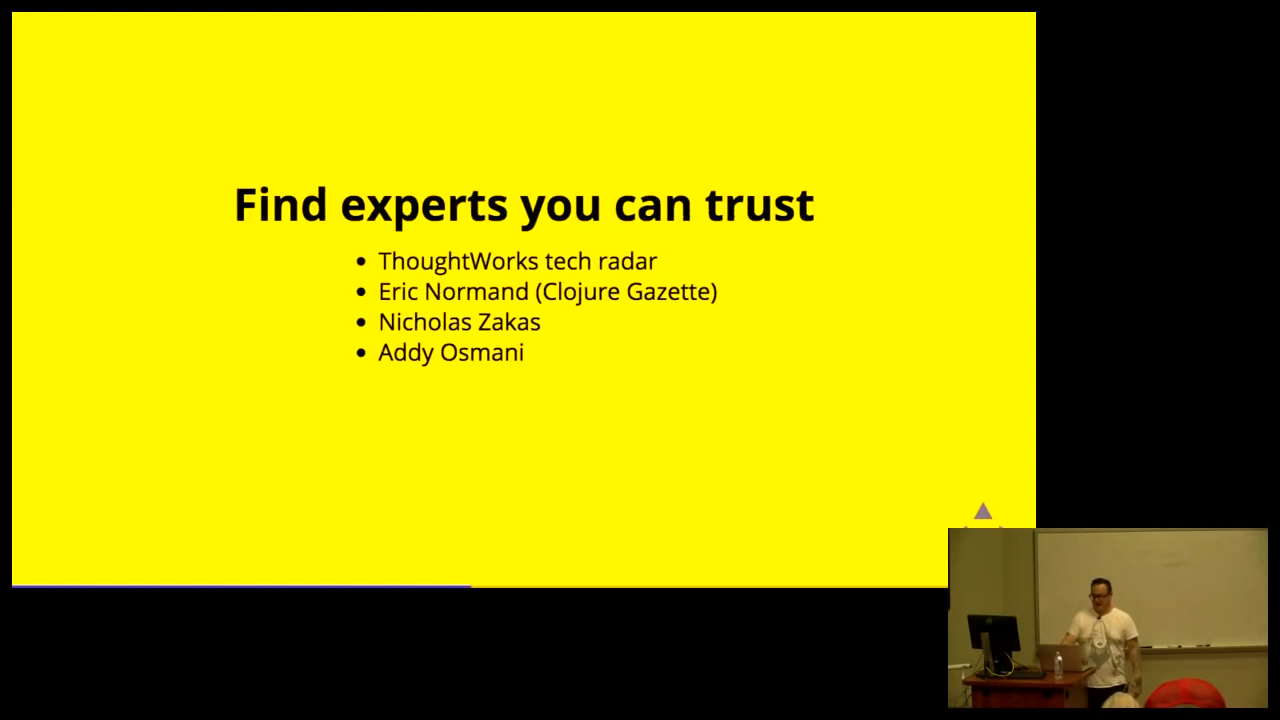 Find experts you can trust
ThoughtWorks tech radar
Eric Normand (Clojure Gazette)
Nicholas Zakas
Addy Osmani